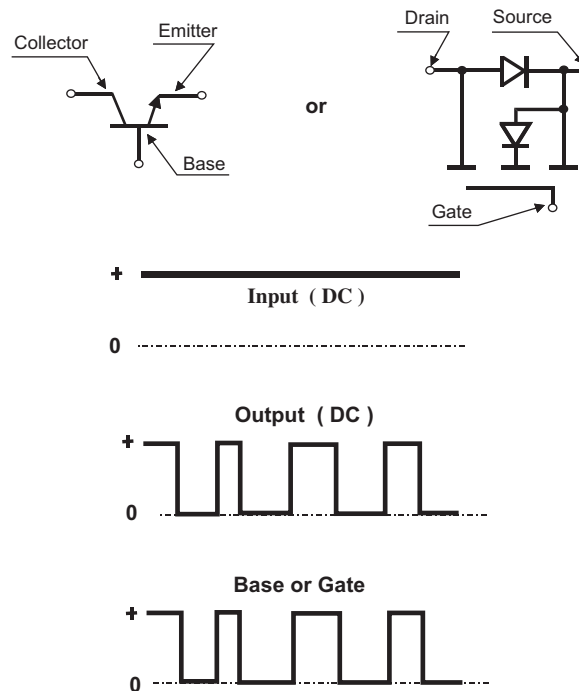 Collector
Emitter
Base
or
Drain
Source
Gate
+
Input ( DC )
0
Output ( DC )
+
0
Base or Gate
+
0